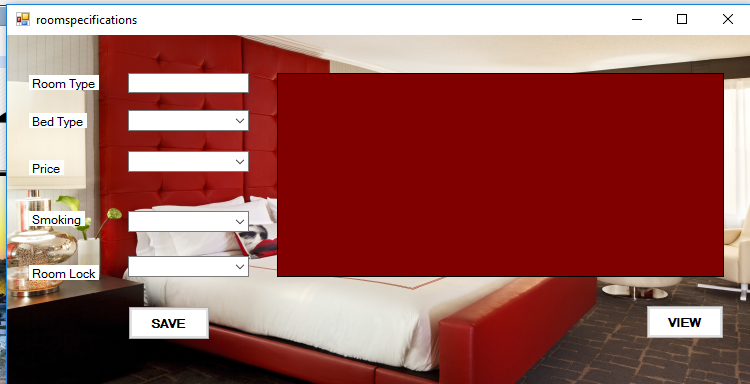 roomspecifications
Room Type
Bed Type
Price
Smoking
Room Lock
SAVE
VIEW